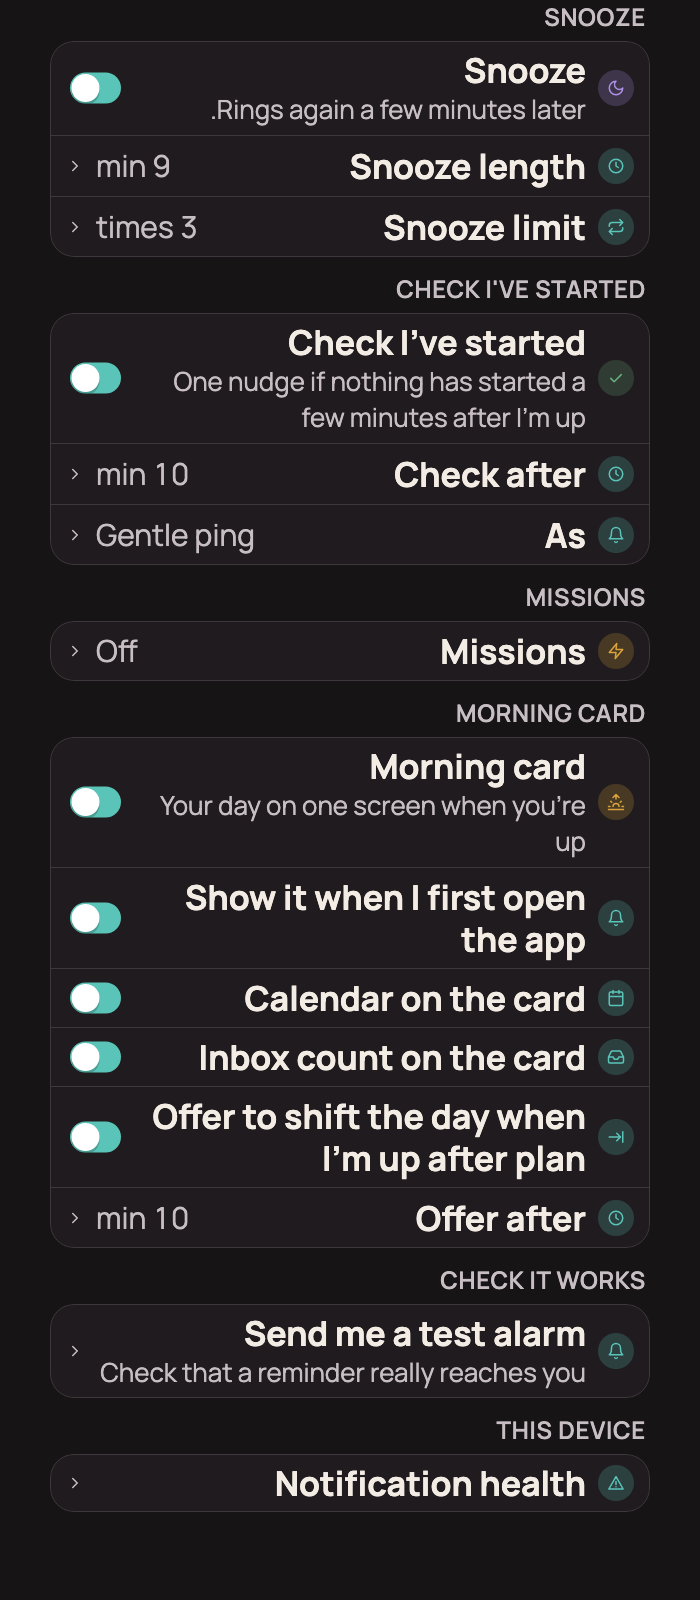 SNOOZE
Snooze
.Rings again a few minutes later
Snooze length
min 9
Snooze limit
times 3
CHECK I'VE STARTED
Check I've started
One nudge if nothing has started a
few minutes after I'm up
Check after
min 10
As
Gentle ping
MISSIONS
Missions
Off
MORNING CARD
Morning card
Your day on one screen when you're
up
Show it when I first open
the app
Calendar on the card
Inbox count on the card
Offer to shift the day when
I'm up after plan
Offer after
min 10
CHECK IT WORKS
Send me a test alarm
Check that a reminder really reaches you
THIS DEVICE
Notification health